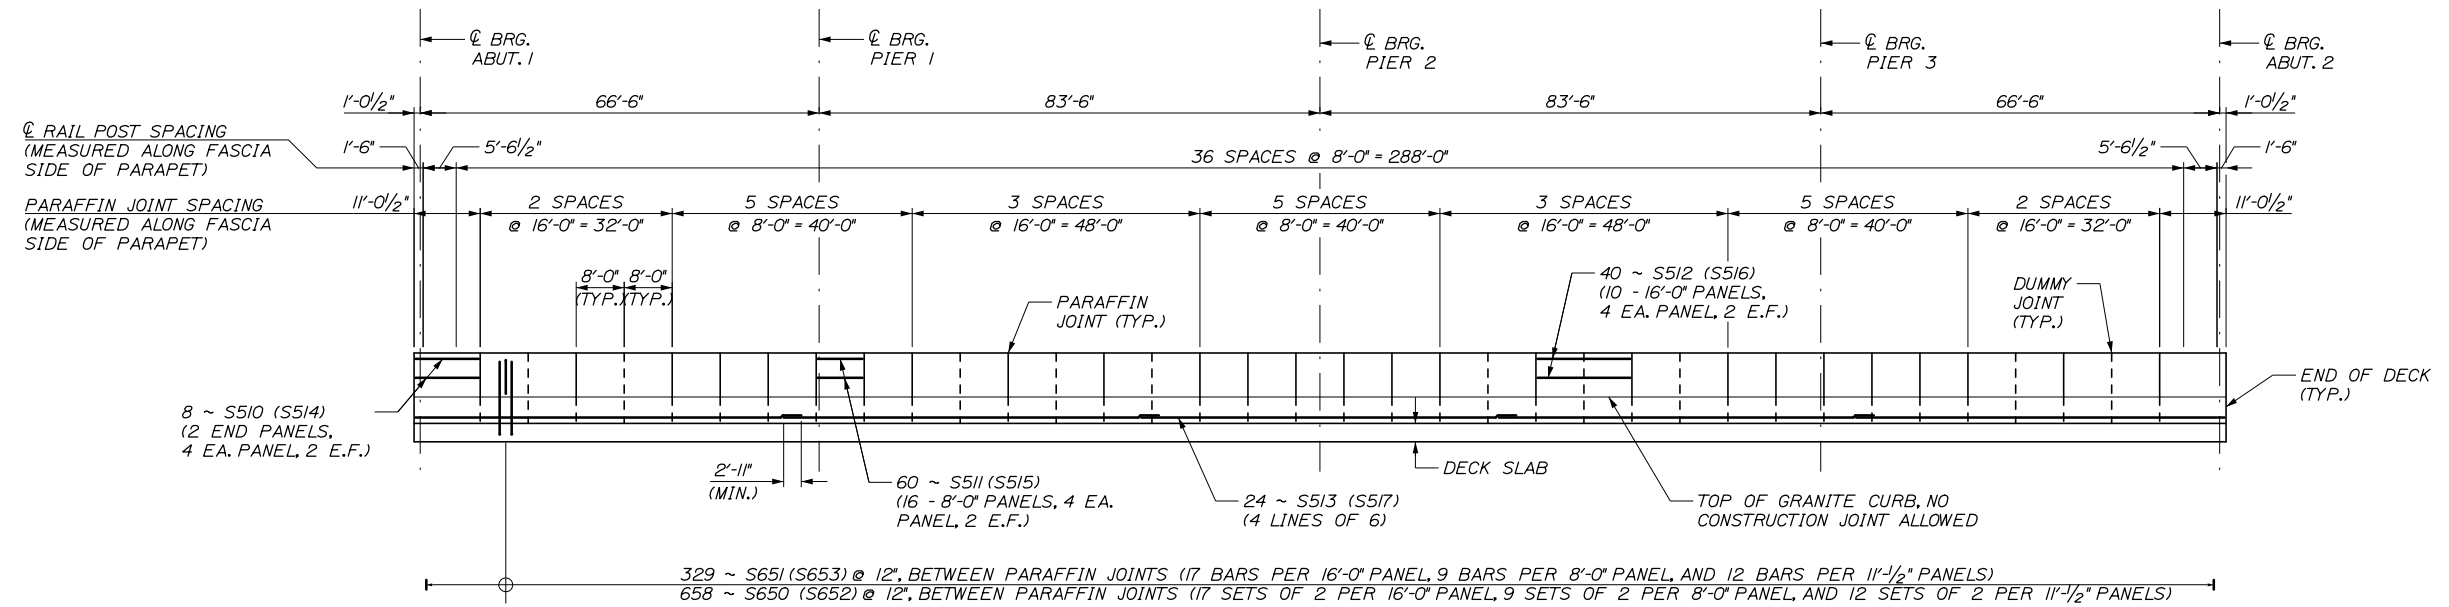 ℄ BRG.
ABUT. 1
℄ BRG.
PIER 1
℄ BRG.
PIER 2
℄ BRG.
PIER 3
℄ BRG.
ABUT. 2
1'-0½"
66'-6"
83'-6"
83'-6"
66'-6"
1'-0½"
℄ RAIL POST SPACING
(MEASURED ALONG FASCIA
SIDE OF PARAPET)
1'-6"
5'-6½"
36 SPACES @ 8'-0" = 288'-0"
5'-6½"
1'-6"
PARAFFIN JOINT SPACING
(MEASURED ALONG FASCIA
SIDE OF PARAPET)
11'-0½"
2 SPACES
@ 16'-0" = 32'-0"
5 SPACES
@ 8'-0" = 40'-0"
3 SPACES
@ 16'-0" = 48'-0"
5 SPACES
@ 8'-0" = 40'-0"
3 SPACES
@ 16'-0" = 48'-0"
5 SPACES
@ 8'-0" = 40'-0"
2 SPACES
@ 16'-0" = 32'-0"
11'-0½"
8'-0"
(TYP.)
8'-0"
(TYP.)
PARAFFIN
JOINT (TYP.)
40 ~ S512 (S516)
(10 - 16'-0" PANELS,
4 EA. PANEL, 2 E.F.)
DUMMY
JOINT
(TYP.)
END OF DECK
(TYP.)
8 ~ S510 (S514)
(2 END PANELS,
4 EA. PANEL, 2 E.F.)
2'-11"
(MIN.)
60 ~ S511 (S515)
(16 - 8'-0" PANELS, 4 EA.
PANEL, 2 E.F.)
24 ~ S513 (S517)
(4 LINES OF 6)
DECK SLAB
TOP OF GRANITE CURB, NO
CONSTRUCTION JOINT ALLOWED
329 ~ S651 (S653) @ 12", BETWEEN PARAFFIN JOINTS (17 BARS PER 16'-0" PANEL, 9 BARS PER 8'-0" PANEL, AND 12 BARS PER 11'-½" PANELS)
658 ~ S650 (S652) @ 12", BETWEEN PARAFFIN JOINTS (17 SETS OF 2 PER 16'-0" PANEL, 9 SETS OF 2 PER 8'-0" PANEL, AND 12 SETS OF 2 PER 11'-½" PANELS)